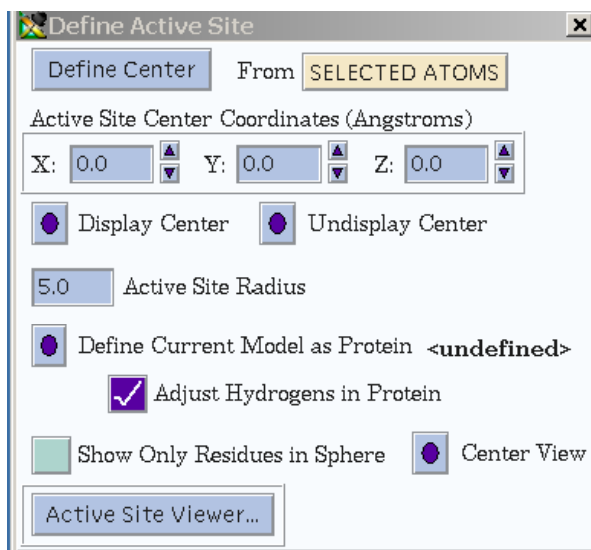 Define Active Site
Define Center From SELECTED ATOMS
Active Site Center Coordinates (Angstroms)
X: 0.0 Y: 0.0 Z: 0.0
Display Center Undisplay Center
5.0 Active Site Radius
Define Current Model as Protein <undefined>
Adjust Hydrogens in Protein
Show Only Residues in Sphere Center View
Active Site Viewer...